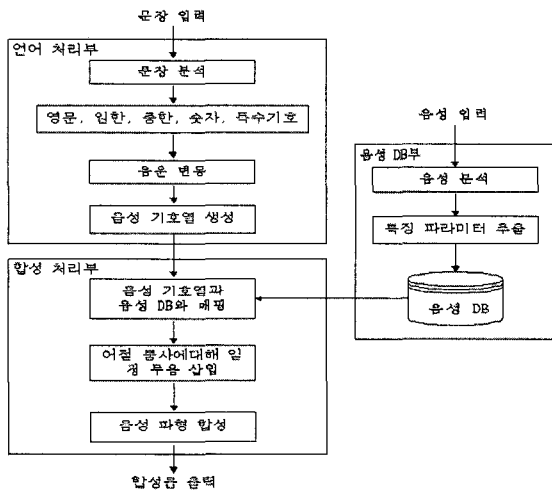 문장 입력
언어 처리부
문장 분석
영문, 일한, 중한, 숫자, 특수기호
음운 변동
음성 기호열 생성
합성 처리부
음성 기호열과
음성 DB와 매핑
어절 품사에대해 일
정 묵음 삽입
음성 파형 합성
합성음 출력
음성 입력
음성 DB부
음성 분석
특징 파라미터 추출
음성 DB